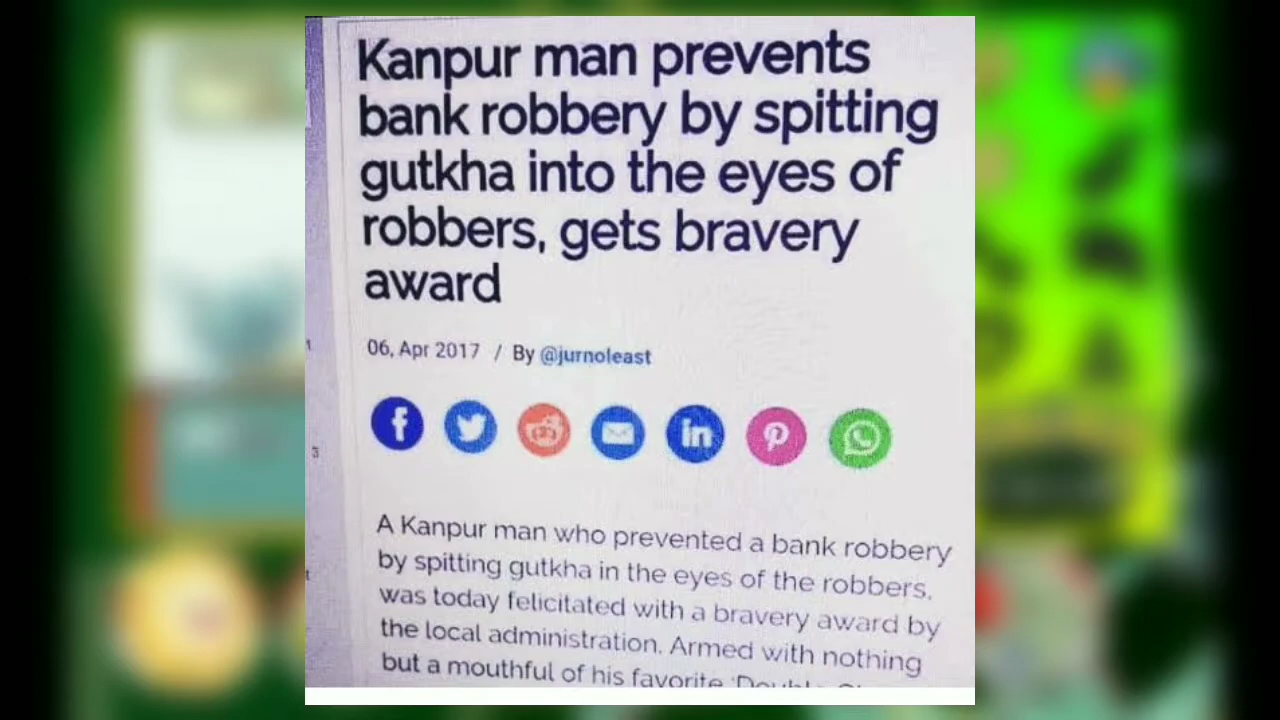 Kanpur man prevents
bank robbery by spitting
gutkha into the eyes of
robbers, gets bravery
award
06, Apr 2017 / By @jurnoleast
A Kanpur man who prevented a bank robbery
by spitting gutkha in the eyes of the robbers,
was today felicitated with a bravery award by
the local administration. Armed with nothing
but a mouthful of his favorite